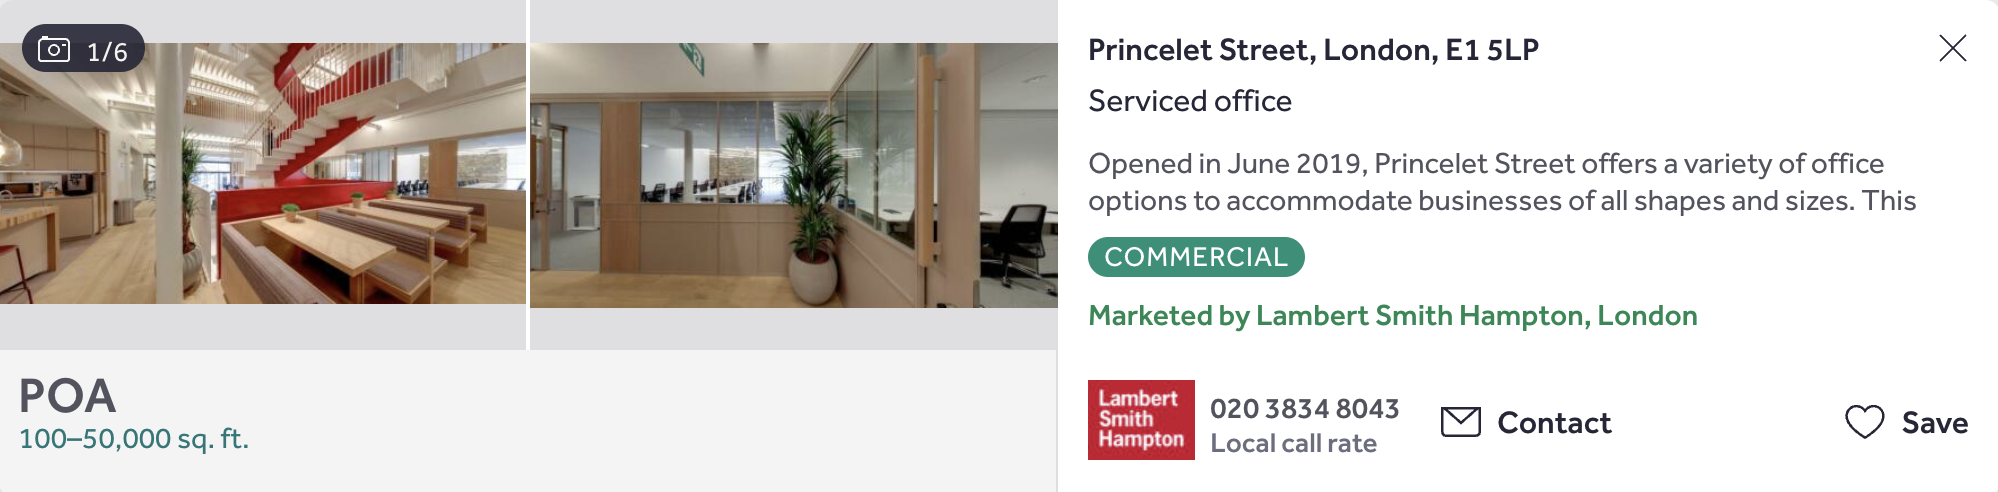 1/6
Princelet Street, London, E1 5LP
Serviced office
Opened in June 2019, Princelet Street offers a variety of office
options to accommodate businesses of all shapes and sizes. This
COMMERCIAL
Marketed by Lambert Smith Hampton, London
POA
100–50,000 sq. ft.
Lambert
Smith
Hampton
020 3834 8043
Local call rate
Contact
Save